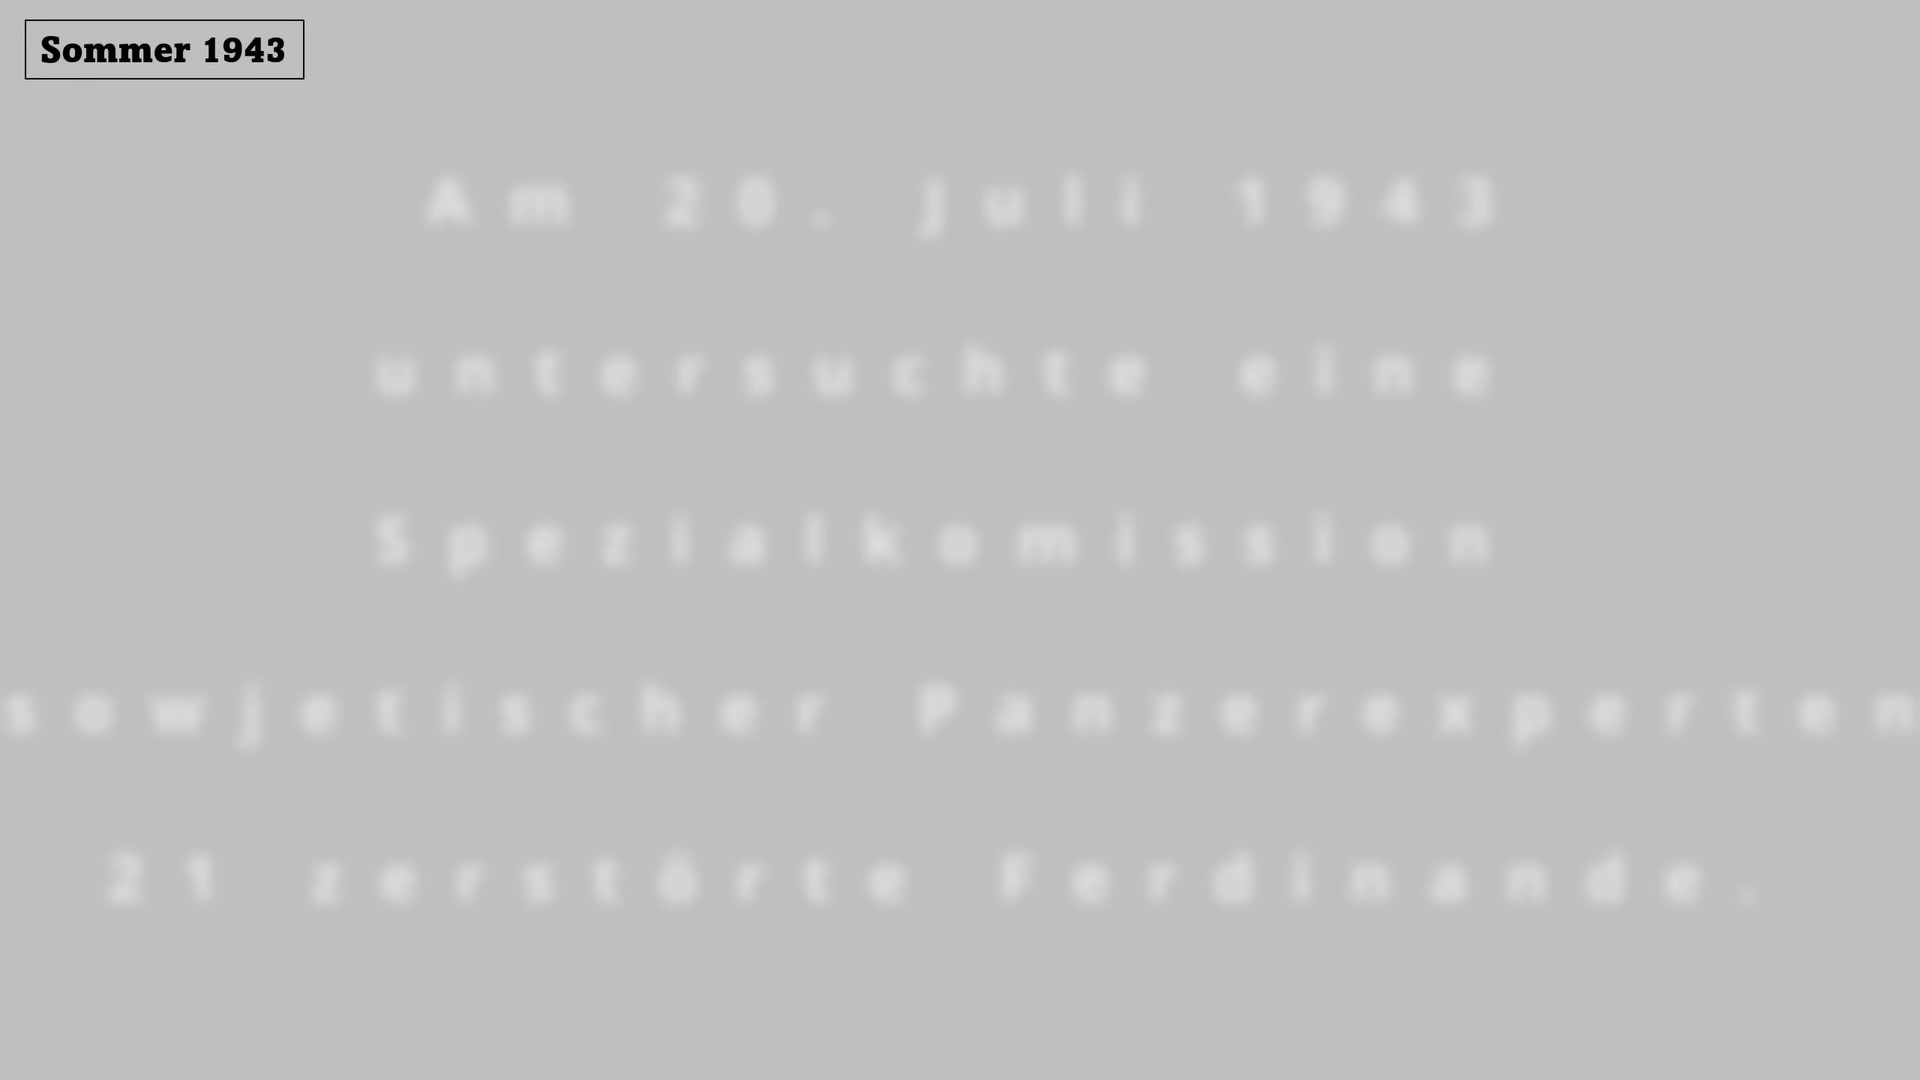 Sommer 1943
Am 20. Juli 1943
untersuchte eine
Spezialkomission
sowjetischer Panzerexperten
21 zerstörte Ferdinande.